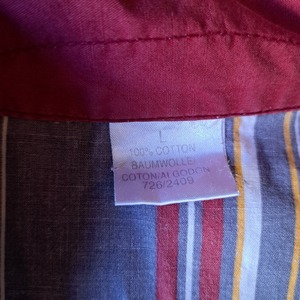 L
100% COTTON
BAUMWOLLE
COTON/ALGODON
726/2409